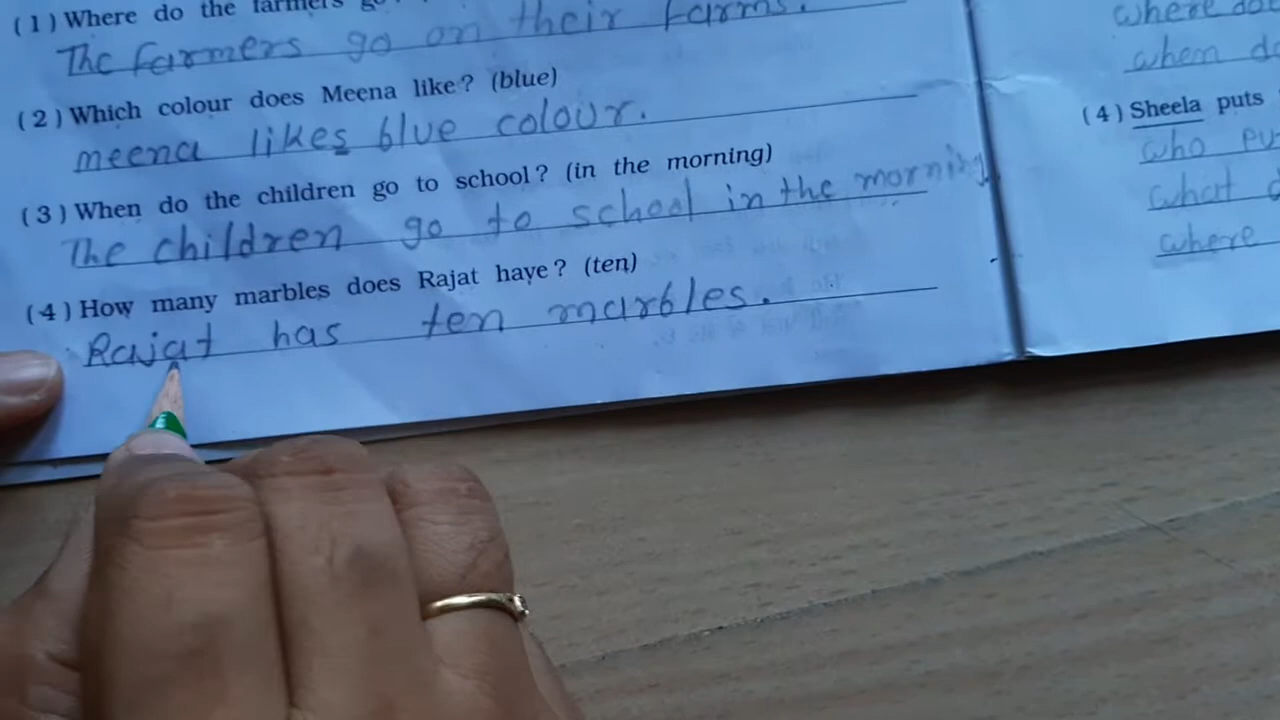 (1) Where do the farmers go
The farmers go on their farms.
(2) Which colour does Meena like? (blue)
meena likes blue colour.
(3) When do the children go to school? (in the morning)
The children go to school in the morning
(4) How many marbles does Rajat have? (ten)
Rajat has ten marbles.
where
when
(4) Sheela puts
who
what
where